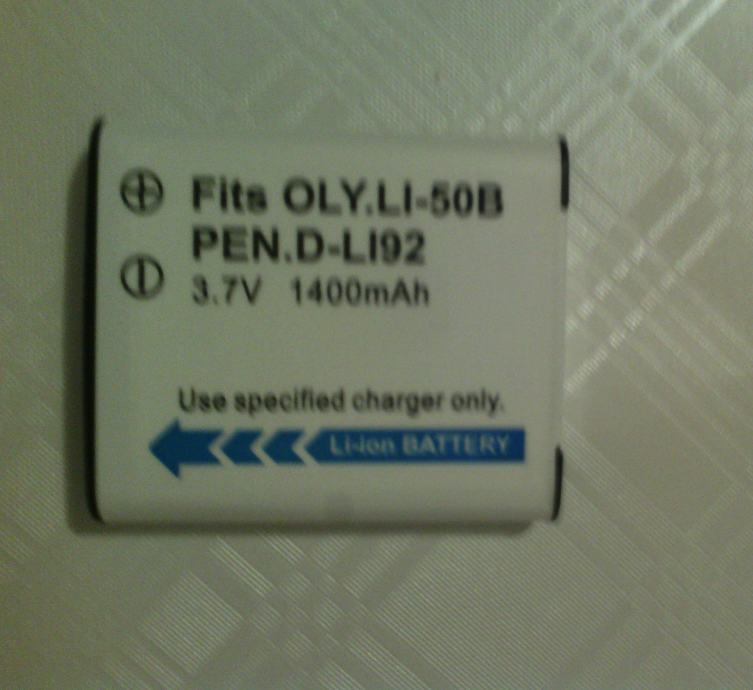 Fits OLY.LI-50B
PEN.D-LI92
3.7V 1400mAh
Use specified charger only.
Li-ion BATTERY